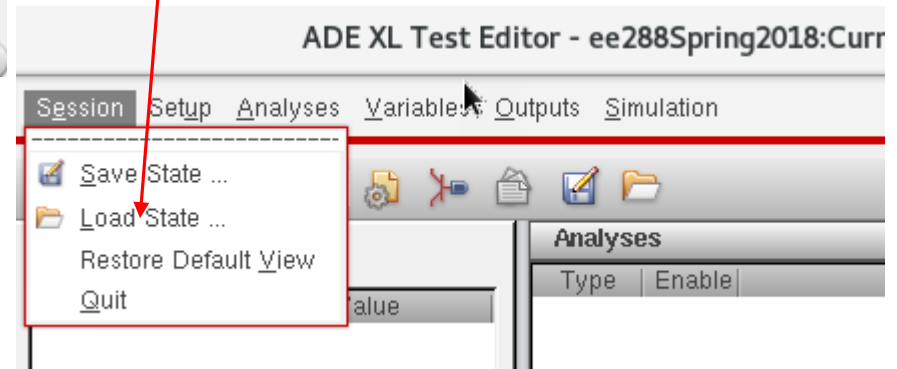 ADE XL Test Editor - ee288Spring2018:Curr
Session Setup Analyses Variables Outputs Simulation
Save State ...
Load State ...
Restore Default View
Quit
alue
Analyses
Type Enable